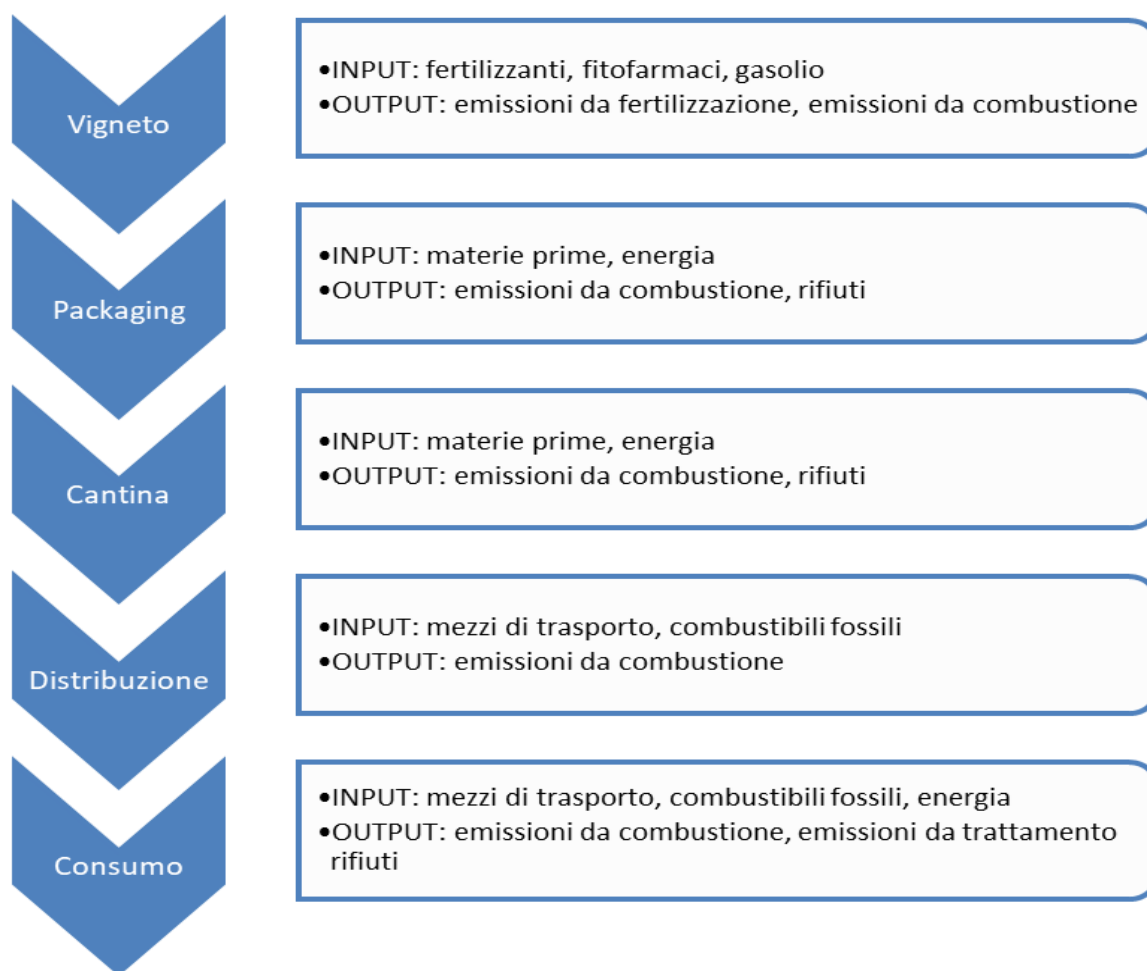 Vigneto
•INPUT: fertilizzanti, fitofarmaci, gasolio
•OUTPUT: emissioni da fertilizzazione, emissioni da combustione
Packaging
•INPUT: materie prime, energia
•OUTPUT: emissioni da combustione, rifiuti
Cantina
•INPUT: materie prime, energia
•OUTPUT: emissioni da combustione, rifiuti
Distribuzione
•INPUT: mezzi di trasporto, combustibili fossili
•OUTPUT: emissioni da combustione
Consumo
•INPUT: mezzi di trasporto, combustibili fossili, energia
•OUTPUT: emissioni da combustione, emissioni da trattamento
rifiuti